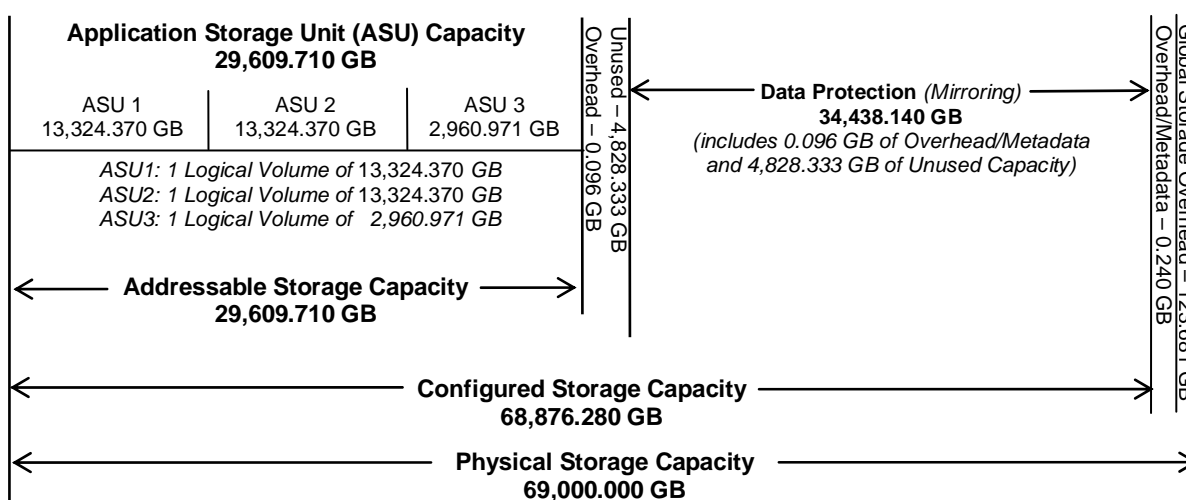 Application Storage Unit (ASU) Capacity
29,609.710 GB
ASU 1
13,324.370 GB
ASU 2
13,324.370 GB
ASU 3
2,960.971 GB
ASU1: 1 Logical Volume of 13,324.370 GB
ASU2: 1 Logical Volume of 13,324.370 GB
ASU3: 1 Logical Volume of 2,960.971 GB
Addressable Storage Capacity
29,609.710 GB
Overhead – 0.096 GB
Unused – 4,828.333 GB
Data Protection (Mirroring)
34,438.140 GB
(includes 0.096 GB of Overhead/Metadata
and 4,828.333 GB of Unused Capacity)
Overhead/Metadata – 0.240 GB
Global Storage Overhead – GB
Configured Storage Capacity
68,876.280 GB
Physical Storage Capacity
69,000.000 GB